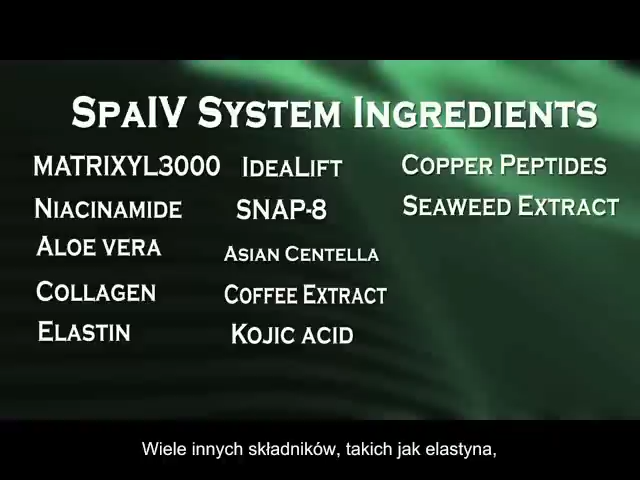 SpaIV System Ingredients
MATRIXYL3000
Niacinamide
Aloe vera
Collagen
Elastin
IdeaLift
SNAP-8
Asian Centella
Coffee Extract
Kojic acid
Copper Peptides
Seaweed Extract
Wiele innych składników, takich jak elastyna,